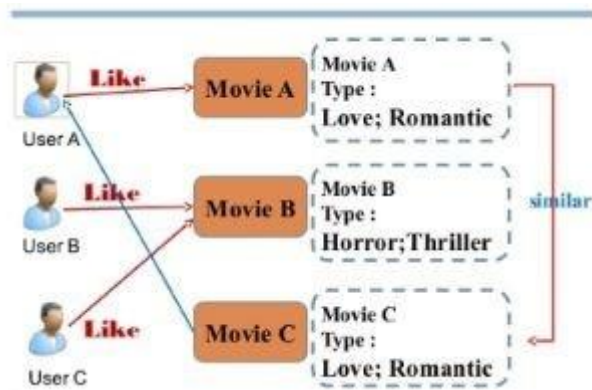 Like
User A
Movie A
Movie A
Type :
Love; Romantic
Like
User B
Movie B
Movie B
Type :
Horror;Thriller
similar
Like
User C
Movie C
Movie C
Type :
Love; Romantic